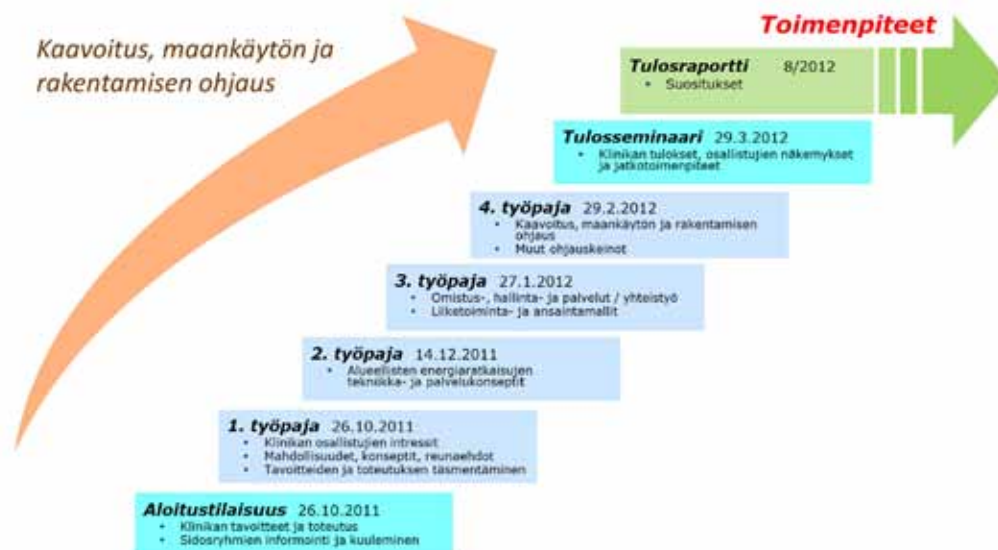 Kaavoitus, maankäytön ja
rakentamisen ohjaus
Toimenpiteet
Tulosraportti 8/2012
• Suositukset
Tulosseminaari 29.3.2012
• Klinikan tulokset, osallistujien näkemykset
ja jatkotoimenpiteet
4. työpaja 29.2.2012
• Kaavoitus, maankäytön ja rakentamisen
ohjaus
• Muut ohjauskeinot
3. työpaja 27.1.2012
• Omistus-, hallinta- ja palvelut / yhteistyö
• Liiketoiminta- ja ansaintamallit
2. työpaja 14.12.2011
• Alueellisten energiaratkaisujen
tekniikka- ja palvelukonseptit
1. työpaja 26.10.2011
• Klinikan osallistujien intressit
• Mahdollisuudet, konseptit, reunaehdot
• Tavoitteiden ja toteutuksen täsmentäminen
Aloitustilaisuus 26.10.2011
• Klinikan tavoitteet ja toteutus
• Sidosryhmien informointi ja kuuleminen